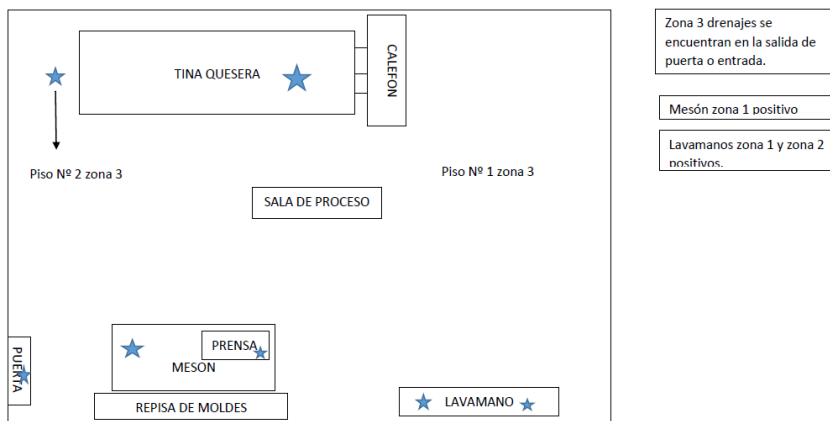 Zona 3 drenajes se
encuentran en la salida de
puerta o entrada.
TINA QUESERA
CALEFON
Mesón zona 1 positivo
Lavamanos zona 1 y zona 2
positivos.
Piso Nº 2 zona 3
Piso Nº 1 zona 3
SALA DE PROCESO
PRENSA
MESON
PUERTA
REPISA DE MOLDES
LAVAMANO